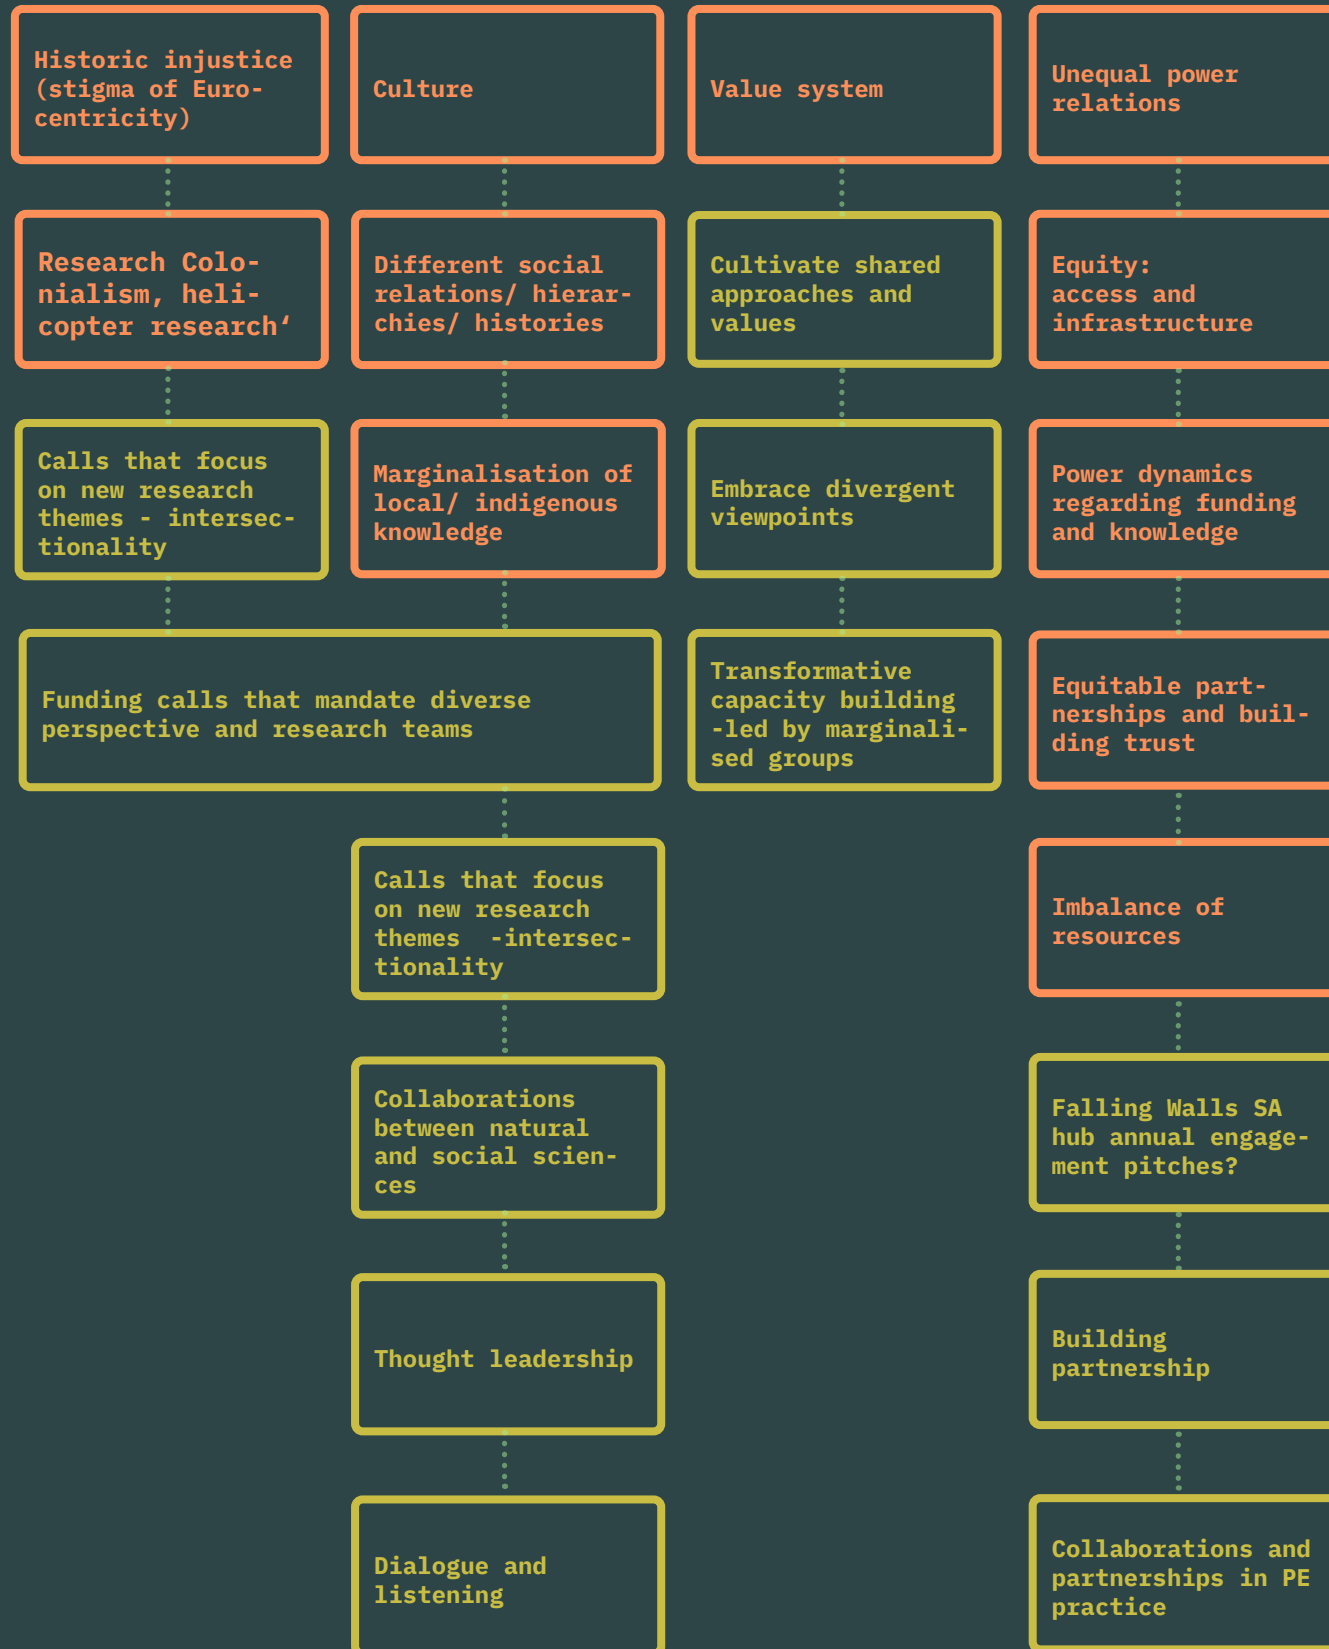 Historic injustice
(stigma of Euro-
centricity)
Culture
Value system
Unequal power
relations
Research Colo-
nialism, heli-
copter research‘
Different social
relations/ hierar-
chies/ histories
Cultivate shared
approaches and
values
Equity:
access and
infrastructure
Calls that focus
on new research
themes - intersec-
tionality
Marginalisation of
local/ indigenous
knowledge
Embrace divergent
viewpoints
Power dynamics
regarding funding
and knowledge
Funding calls that mandate diverse
perspective and research teams
Transformative
capacity building
-led by marginali-
sed groups
Equitable part-
nerships and buil-
ding trust
Calls that focus
on new research
themes  -intersec-
tionality
Imbalance of
resources
Collaborations
between natural
and social scien-
ces
Falling Walls SA
hub annual engage-
ment pitches?
Thought leadership
Building
partnership
Dialogue and
listening
Collaborations and
partnerships in PE
practice